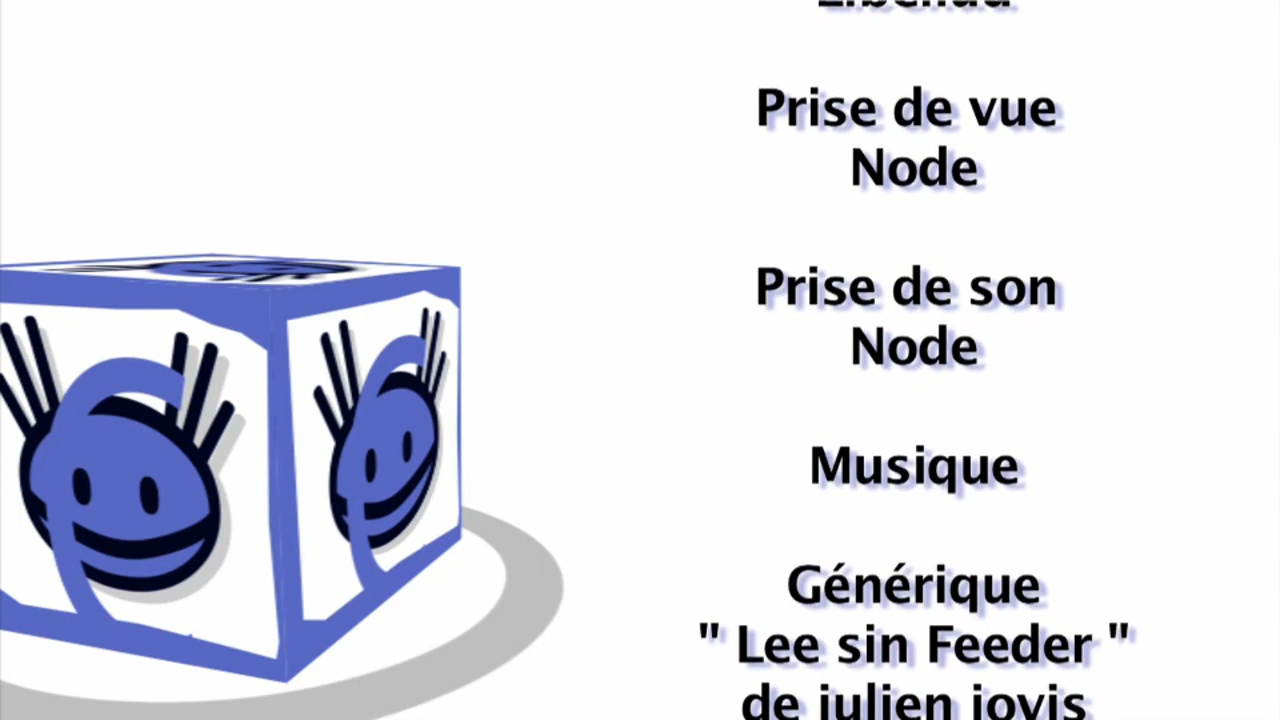 Prise de vue
Node
Prise de son
Node
Musique
Générique
" Lee sin Feeder "
de julien jovis